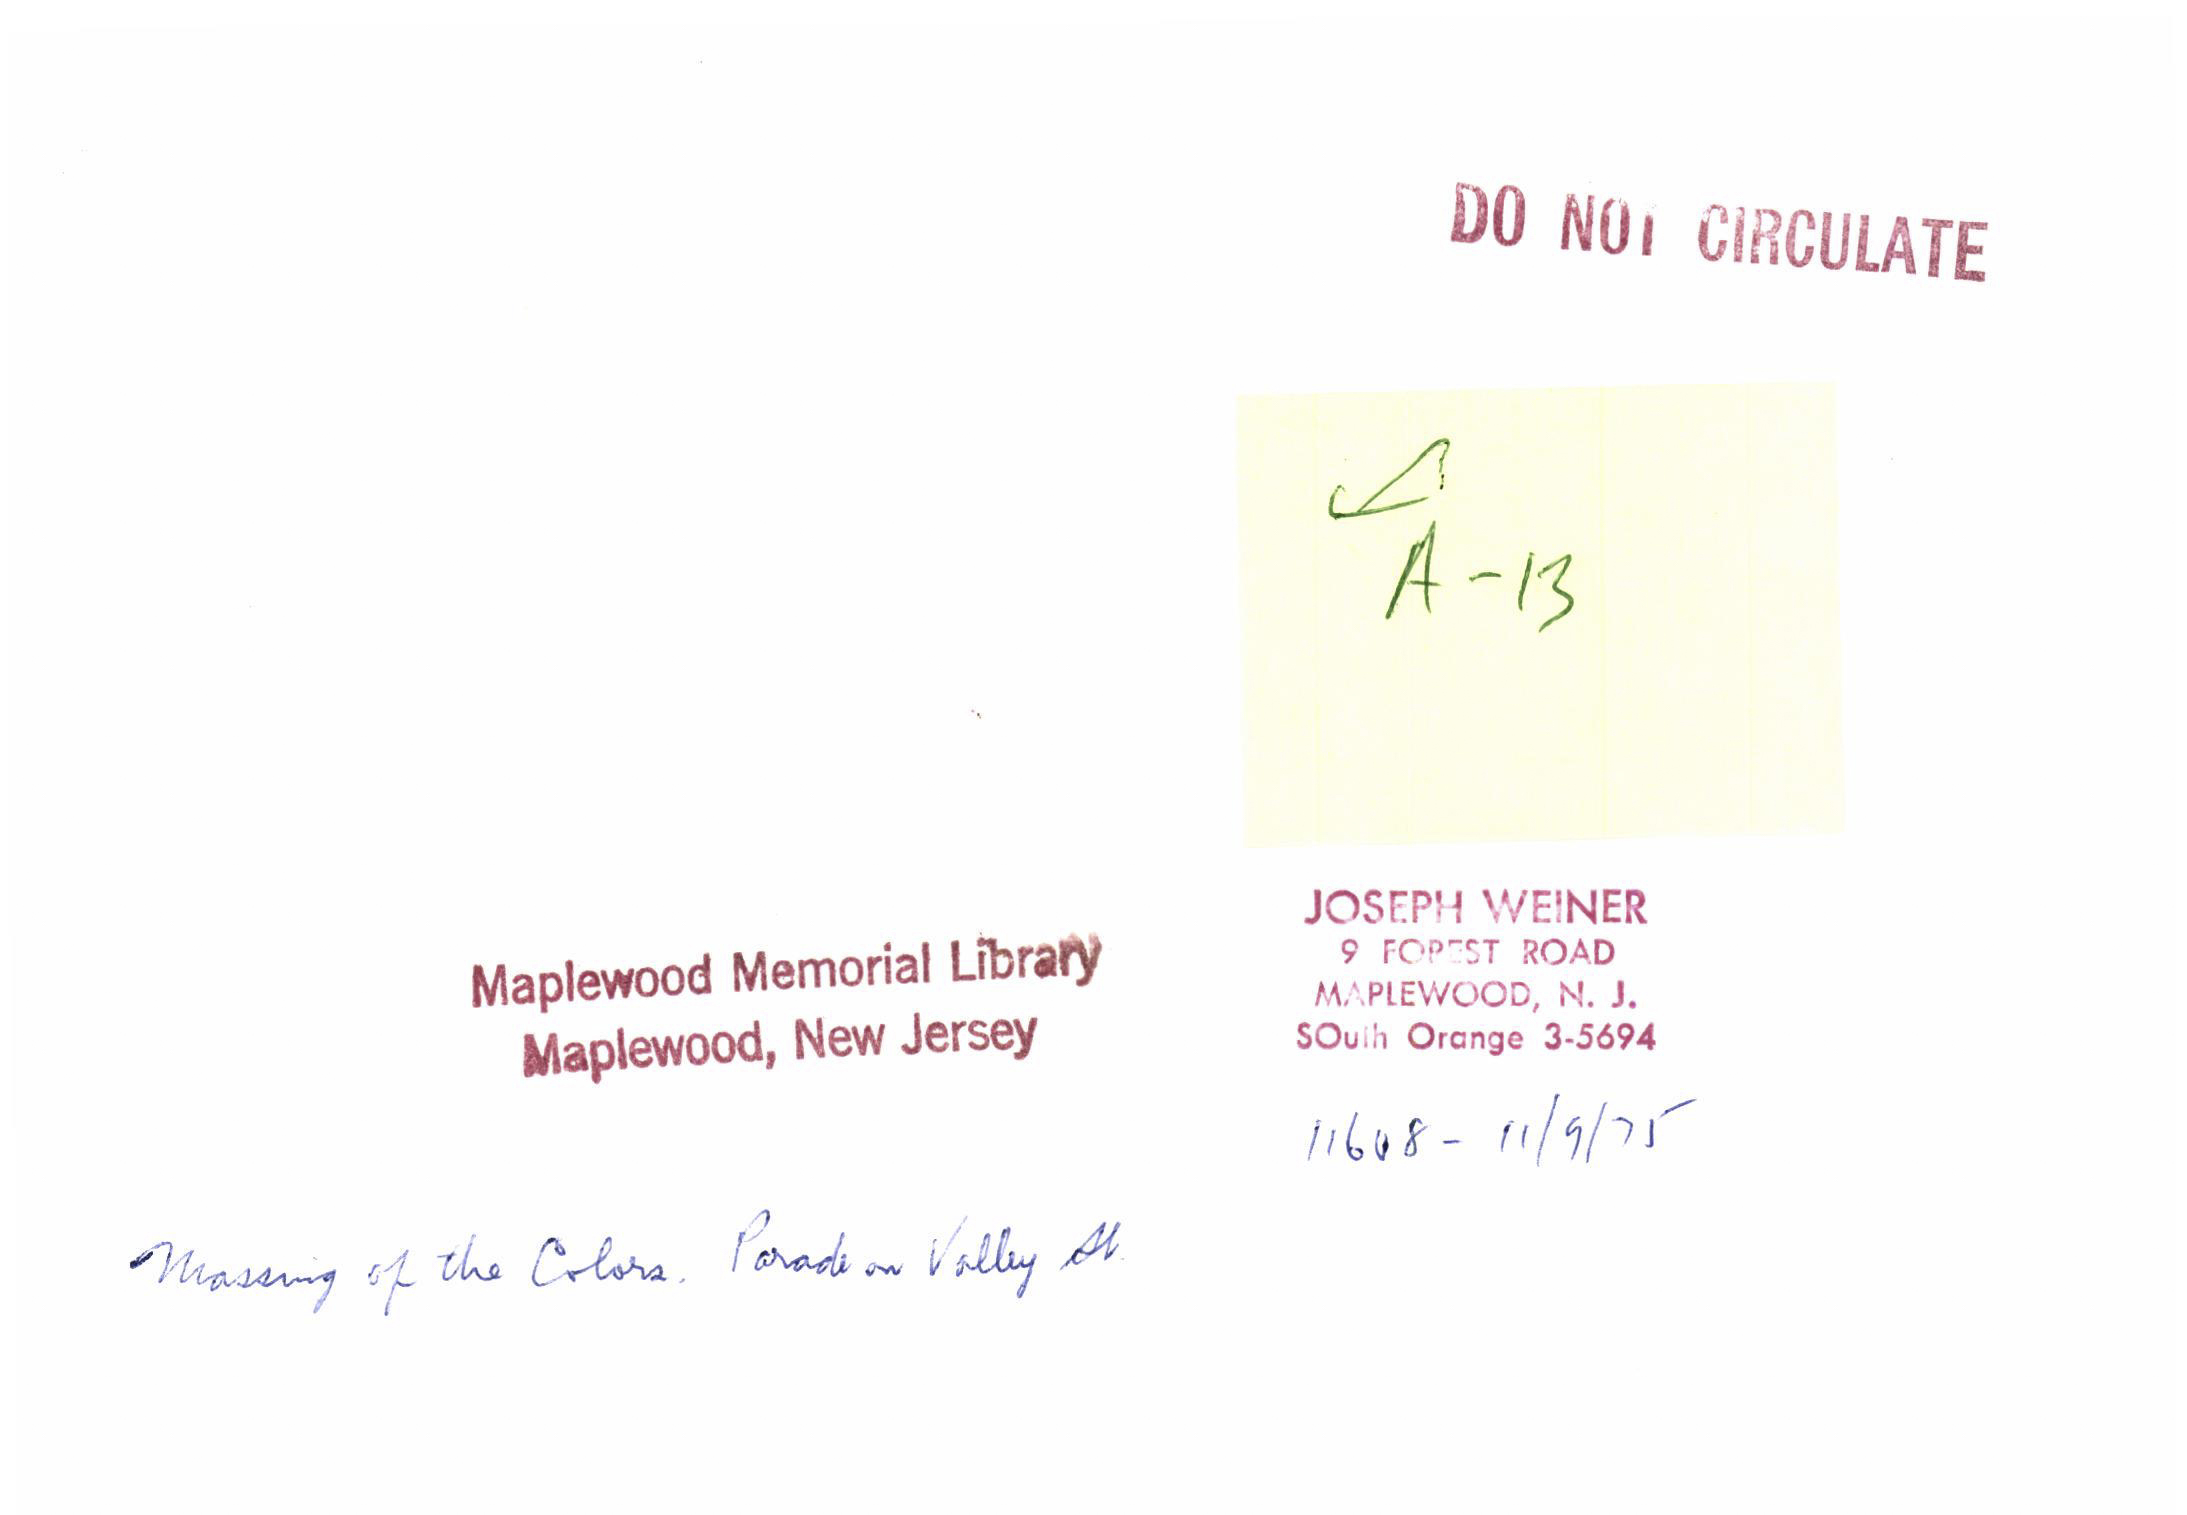 DO NOT CIRCULATE
A-13
JOSEPH WEINER
9 FOREST ROAD
MAPLEWOOD, N. J.
SOuth Orange 3-5694
Maplewood Memorial Library
Maplewood, New Jersey
11608 - 11/9/75
Massing of the Colors. Parade on Valley St.